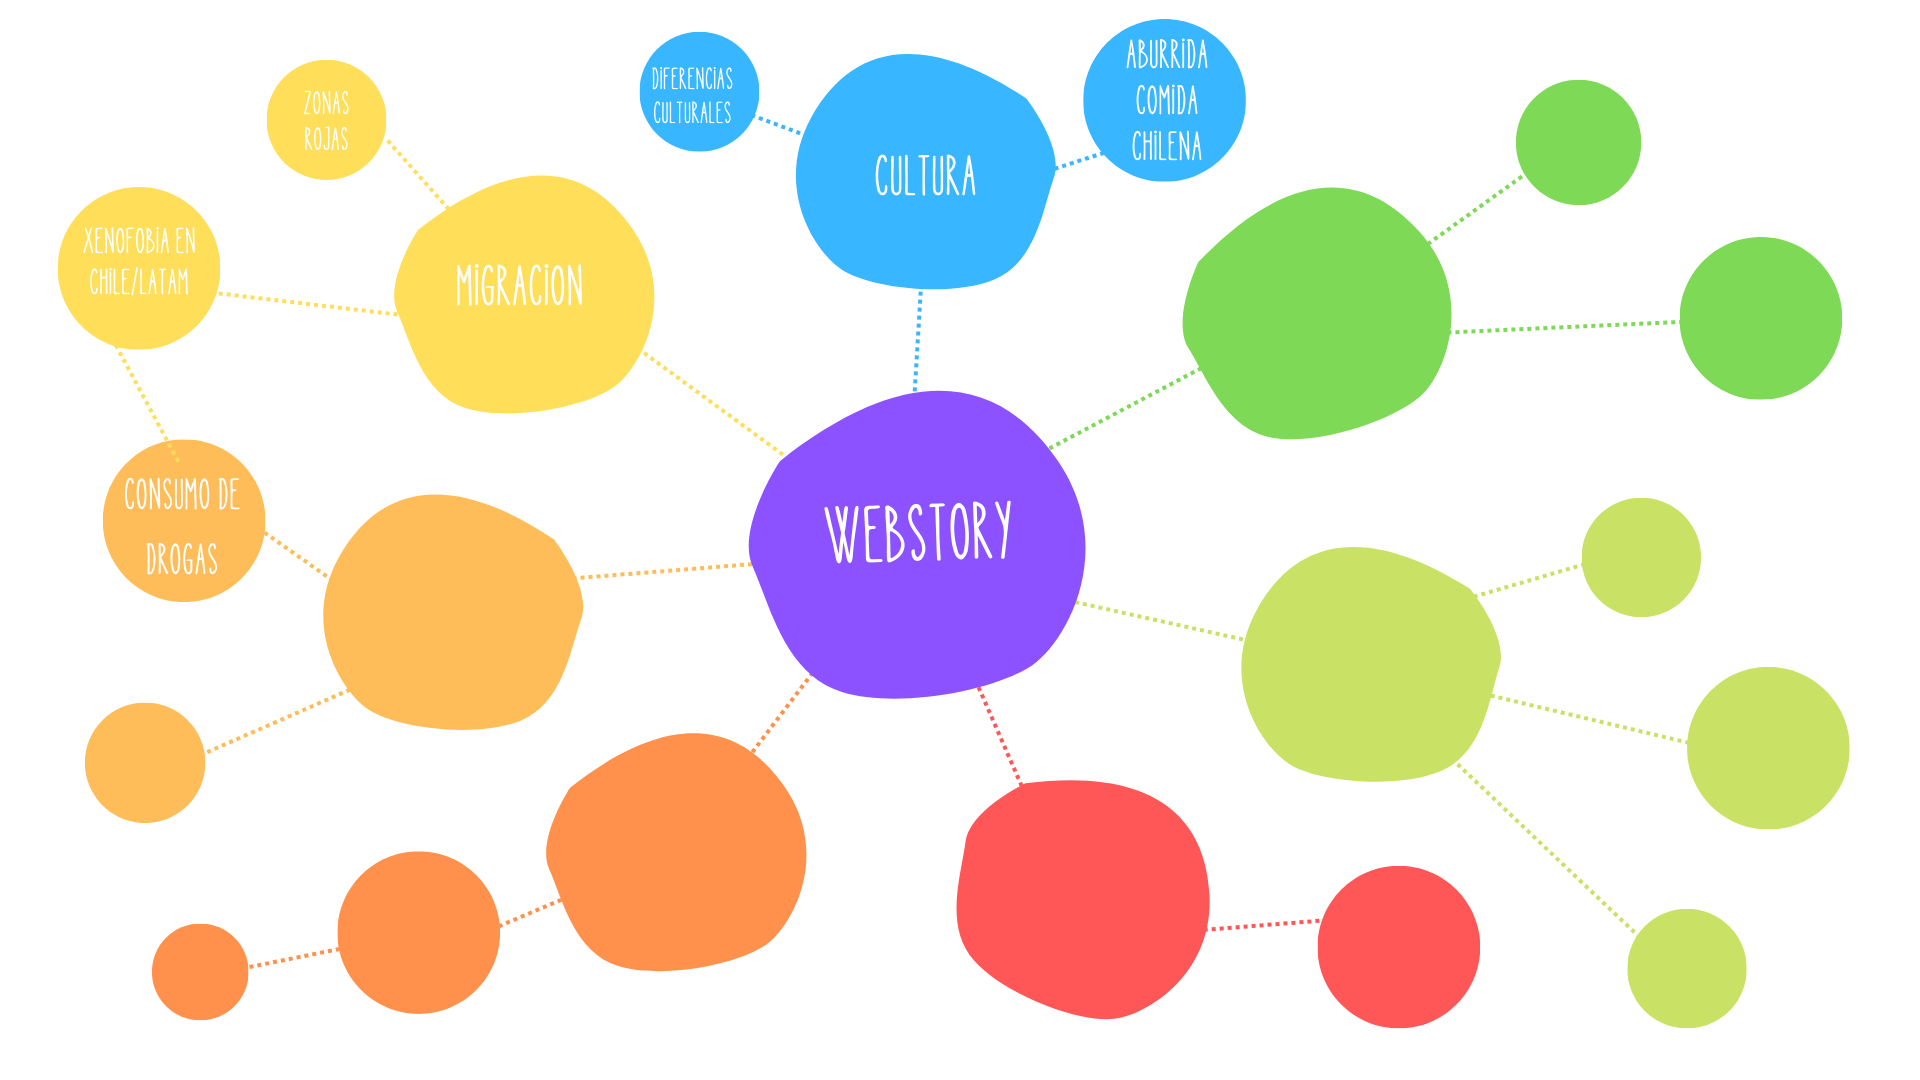 ZONAS
ROJAS
XENOFOBIA EN
CHILE/LATAM
MIGRACION
DIFERENCIAS
CULTURALES
CULTURA
ABURRIDA
COMIDA
CHILENA
WEBSTORY
CONSUMO DE
DROGAS